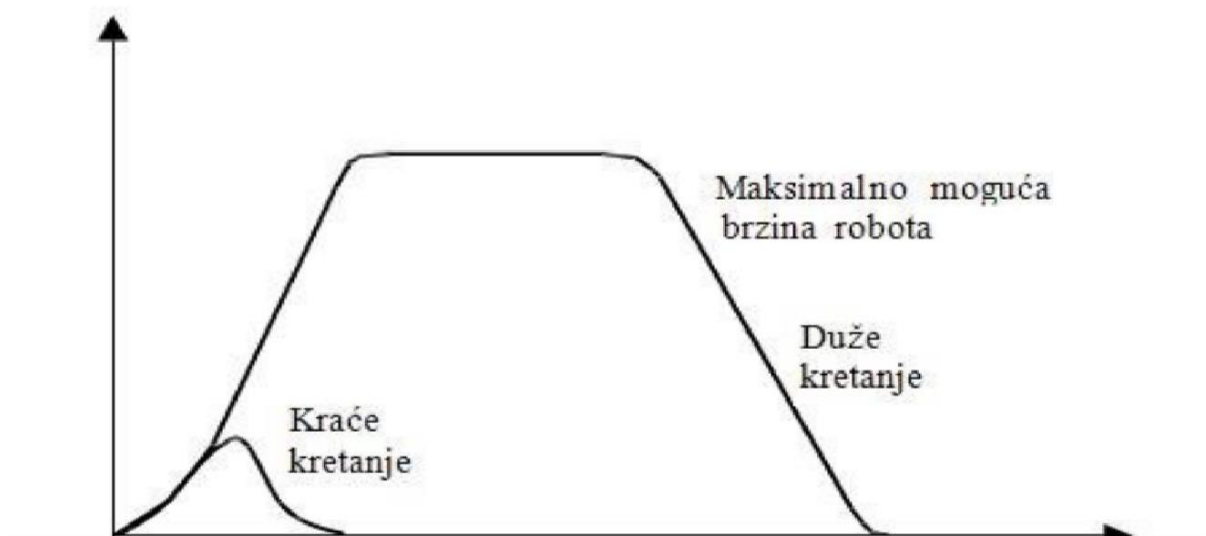 Maksimalno moguća
brzina robota
Duže
kretanje
Kraće
kretanje